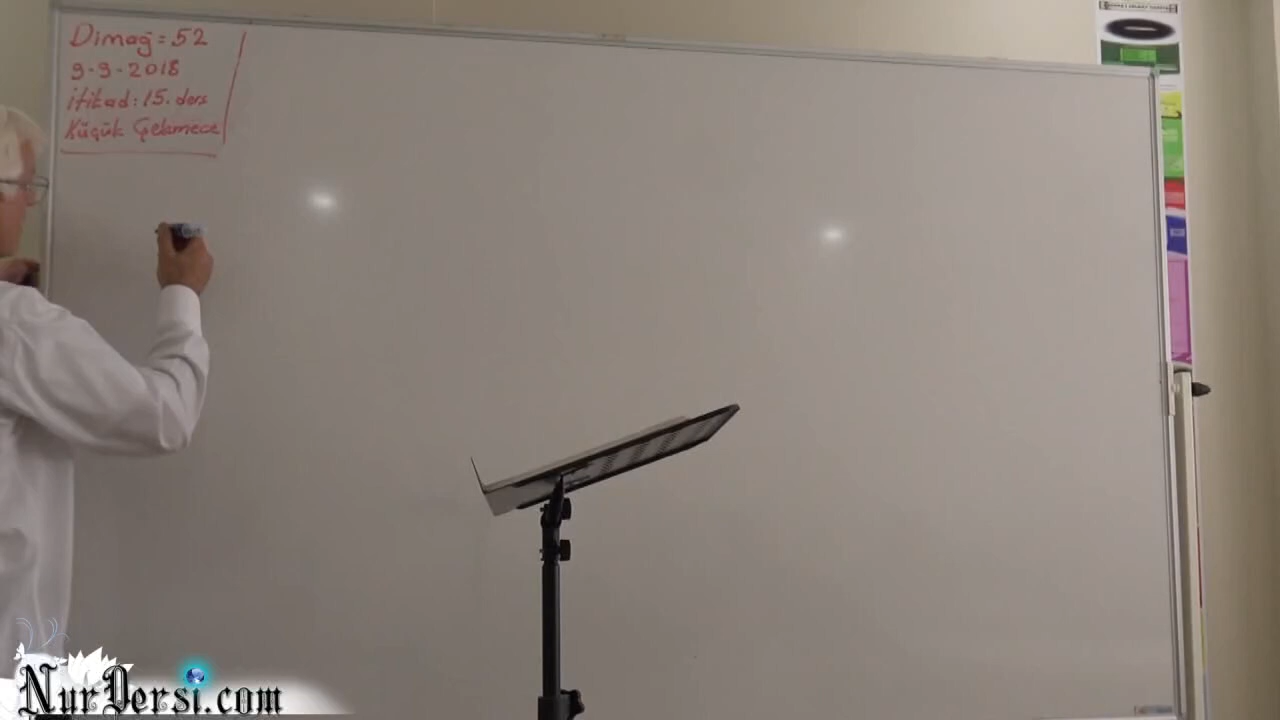 Dimağ = 52
9-9-2018
itikad: 15. ders
Küçük Çekmece
NurDersi.com